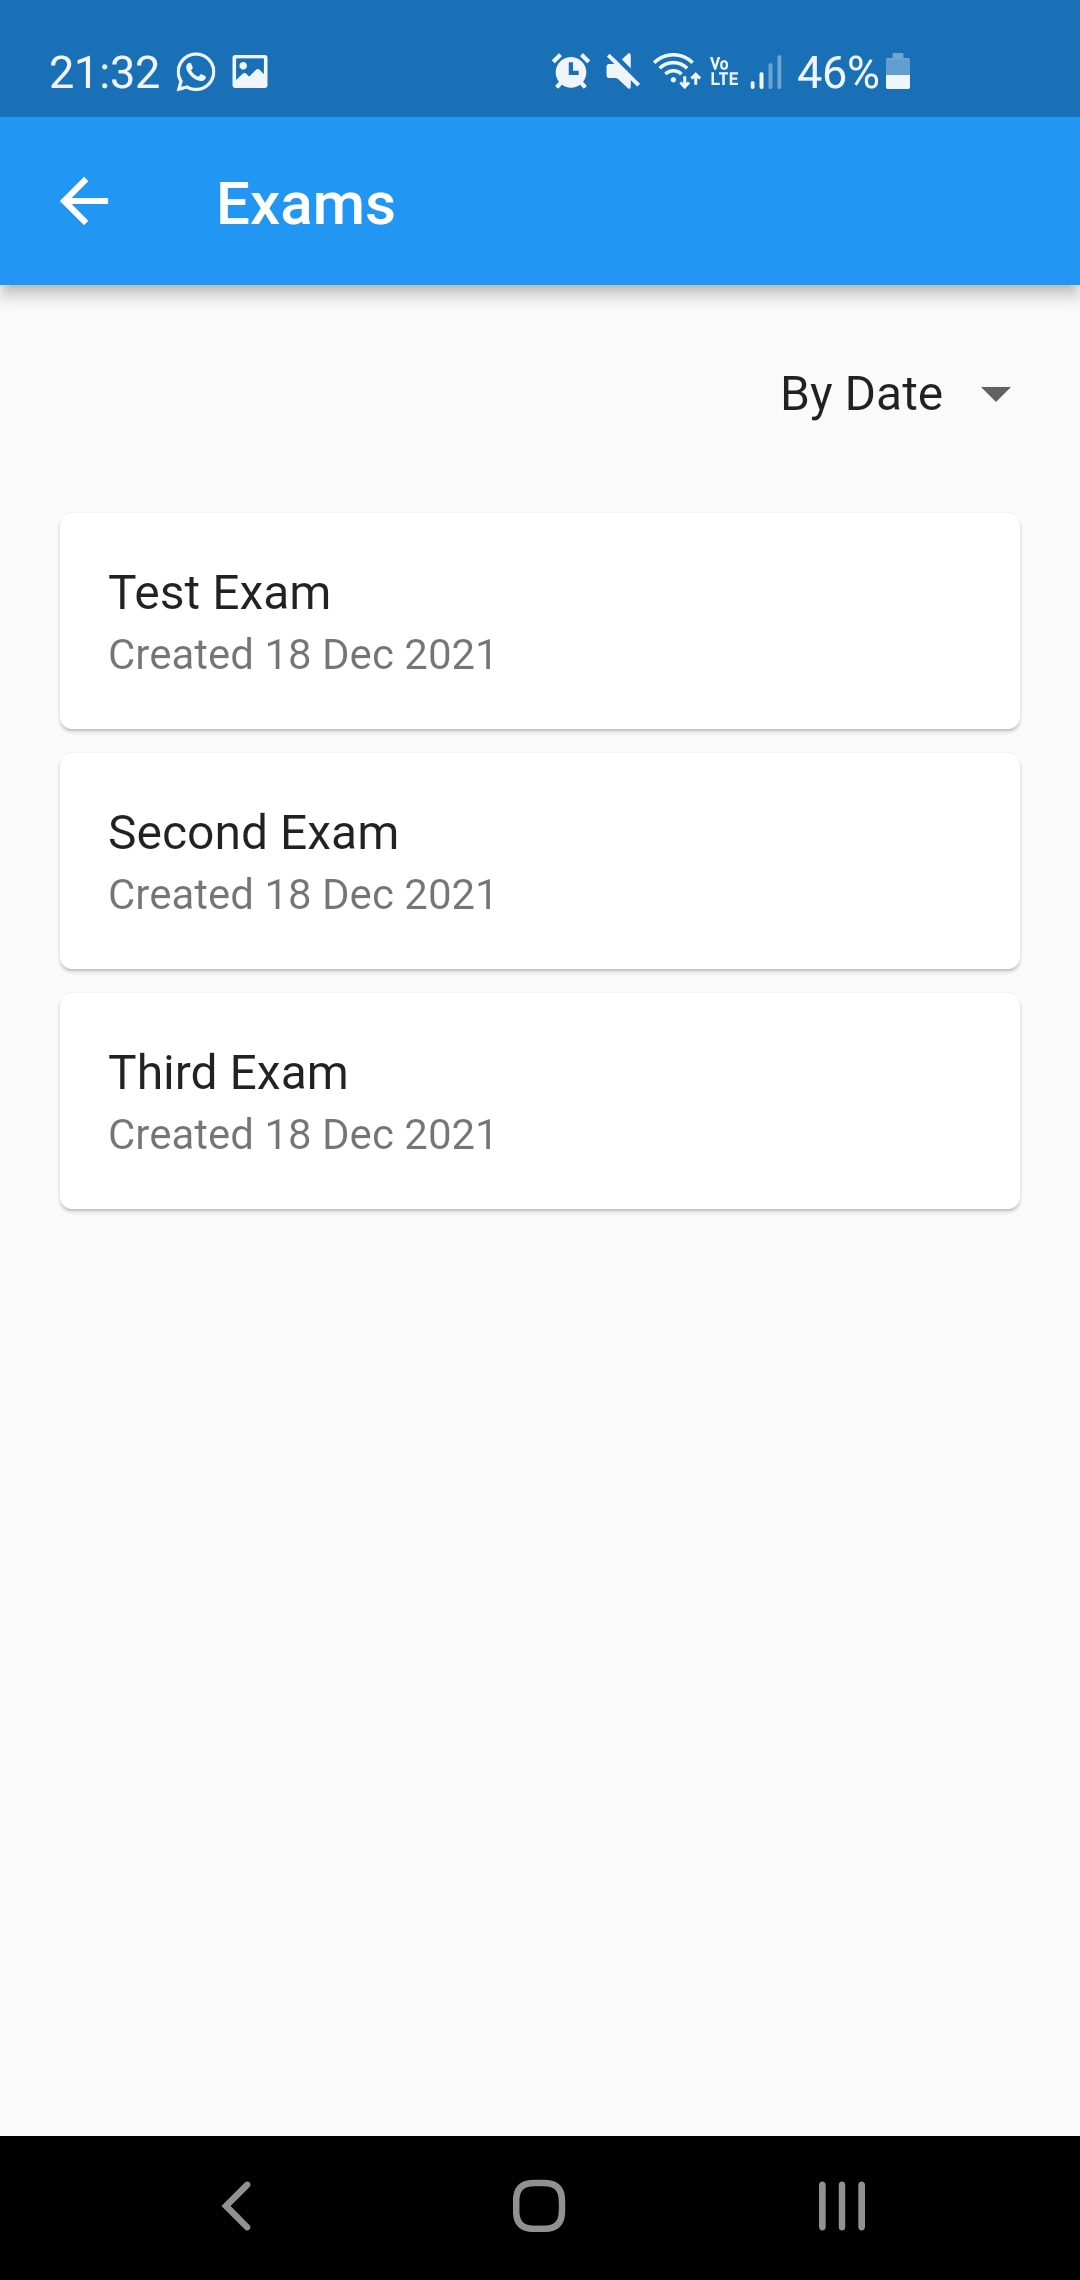 21:32 Vo LTE 46%
Exams
By Date
Test Exam
Created 18 Dec 2021
Second Exam
Created 18 Dec 2021
Third Exam
Created 18 Dec 2021